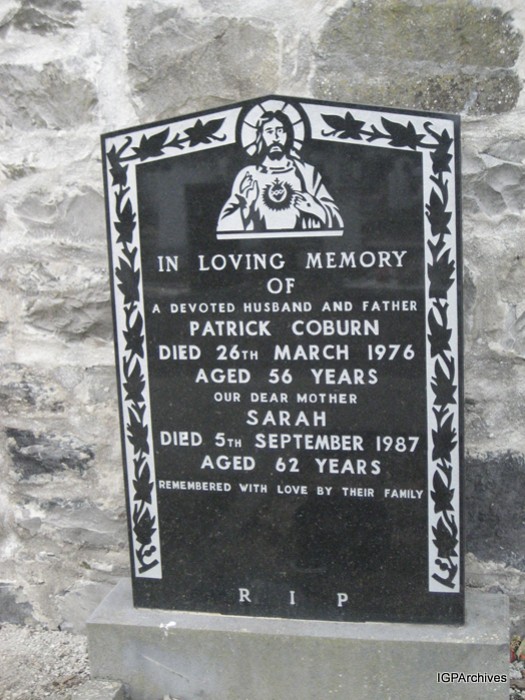 IN LOVING MEMORY
OF
A DEVOTED HUSBAND AND FATHER
PATRICK COBURN
DIED 26TH MARCH 1976
AGED 56 YEARS
OUR DEAR MOTHER
SARAH
DIED 5TH SEPTEMBER 1987
AGED 62 YEARS
REMEMBERED WITH LOVE BY THEIR FAMILY
R I P
IGPArchives